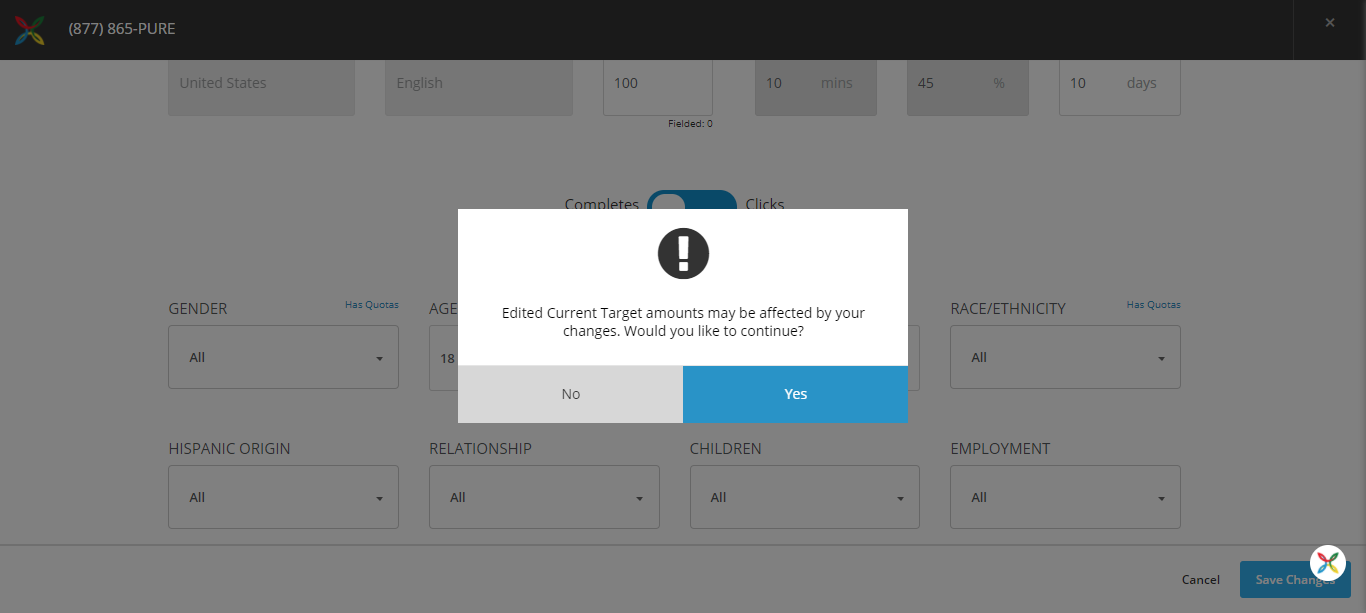 (877) 865-PURE
×
United States
English
100
10 mins
45 %
10 days
Fielded: 0
Completes
Clicks
!
Edited Current Target amounts may be affected by your
changes. Would you like to continue?
No
Yes
GENDER
Has Quotas
AGE
RACE/ETHNICITY
Has Quotas
All
18
All
HISPANIC ORIGIN
RELATIONSHIP
CHILDREN
EMPLOYMENT
All
All
All
All
Cancel
Save Changes